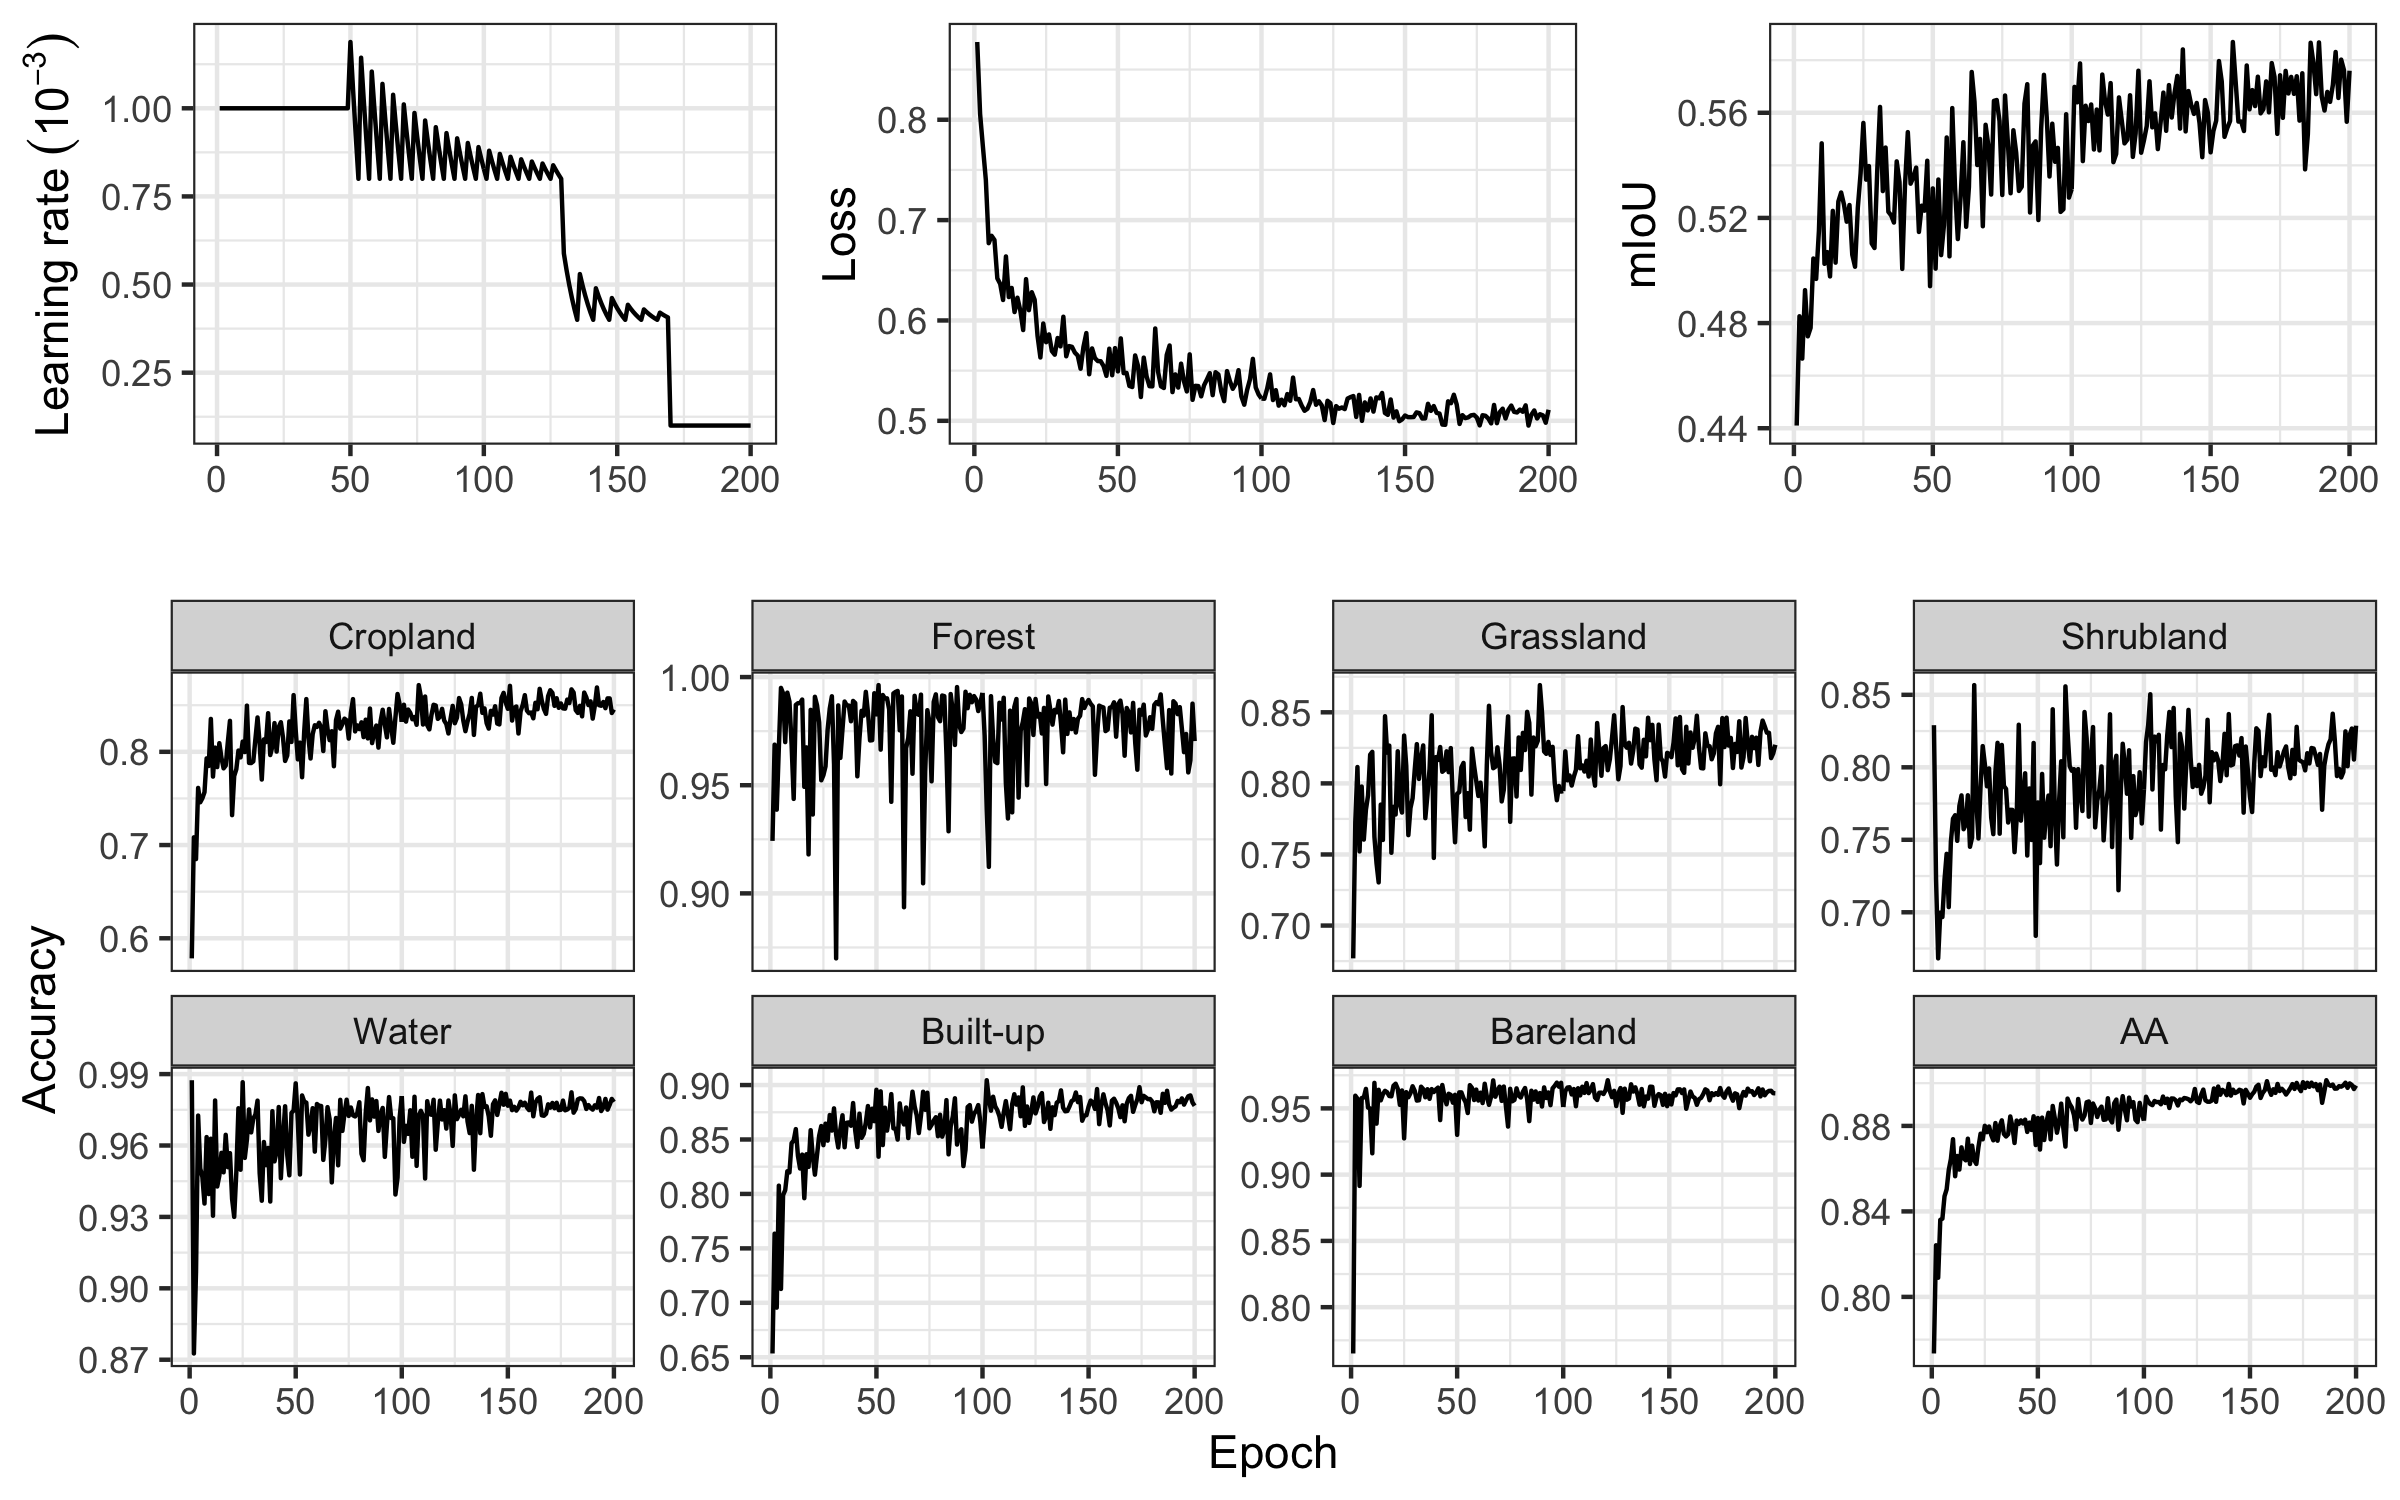 Learning rate (10⁻³)
1.00
0.75
0.50
0.25
0 50 100 150 200
Loss
0.8
0.7
0.6
0.5
0 50 100 150 200
mIoU
0.56
0.52
0.48
0.44
0 50 100 150 200
Accuracy
Cropland
0.8
0.7
0.6
Forest
1.00
0.95
0.90
Grassland
0.85
0.80
0.75
0.70
Shrubland
0.85
0.80
0.75
0.70
Water
0.99
0.96
0.93
0.90
0.87
0 50 100 150 200
Built-up
0.90
0.85
0.80
0.75
0.70
0.65
0 50 100 150 200
Bareland
0.95
0.90
0.85
0.80
0 50 100 150 200
AA
0.88
0.84
0.80
0 50 100 150 200
Epoch